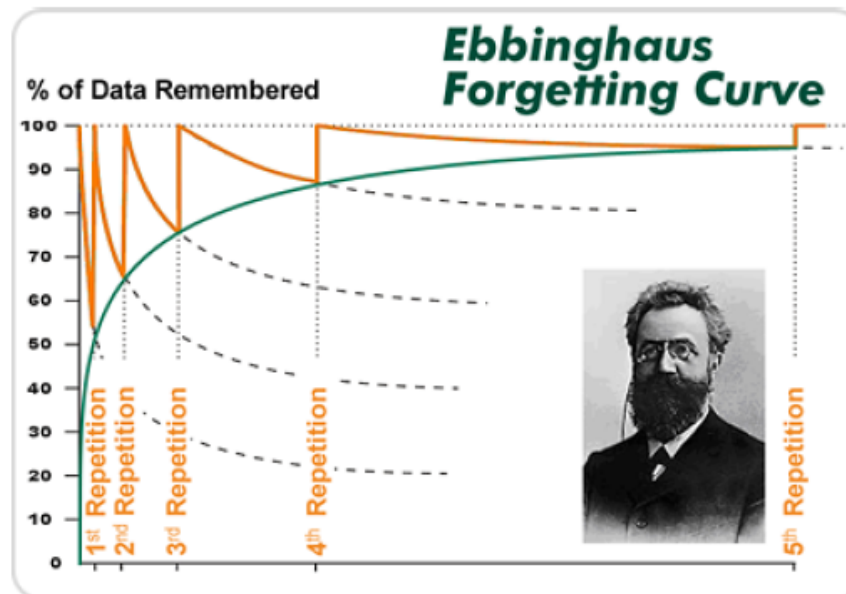 Ebbinghaus
Forgetting Curve
% of Data Remembered
100
90
80
70
60
50
40
30
20
10
0
1st Repetition
2nd Repetition
3rd Repetition
4th Repetition
5th Repetition